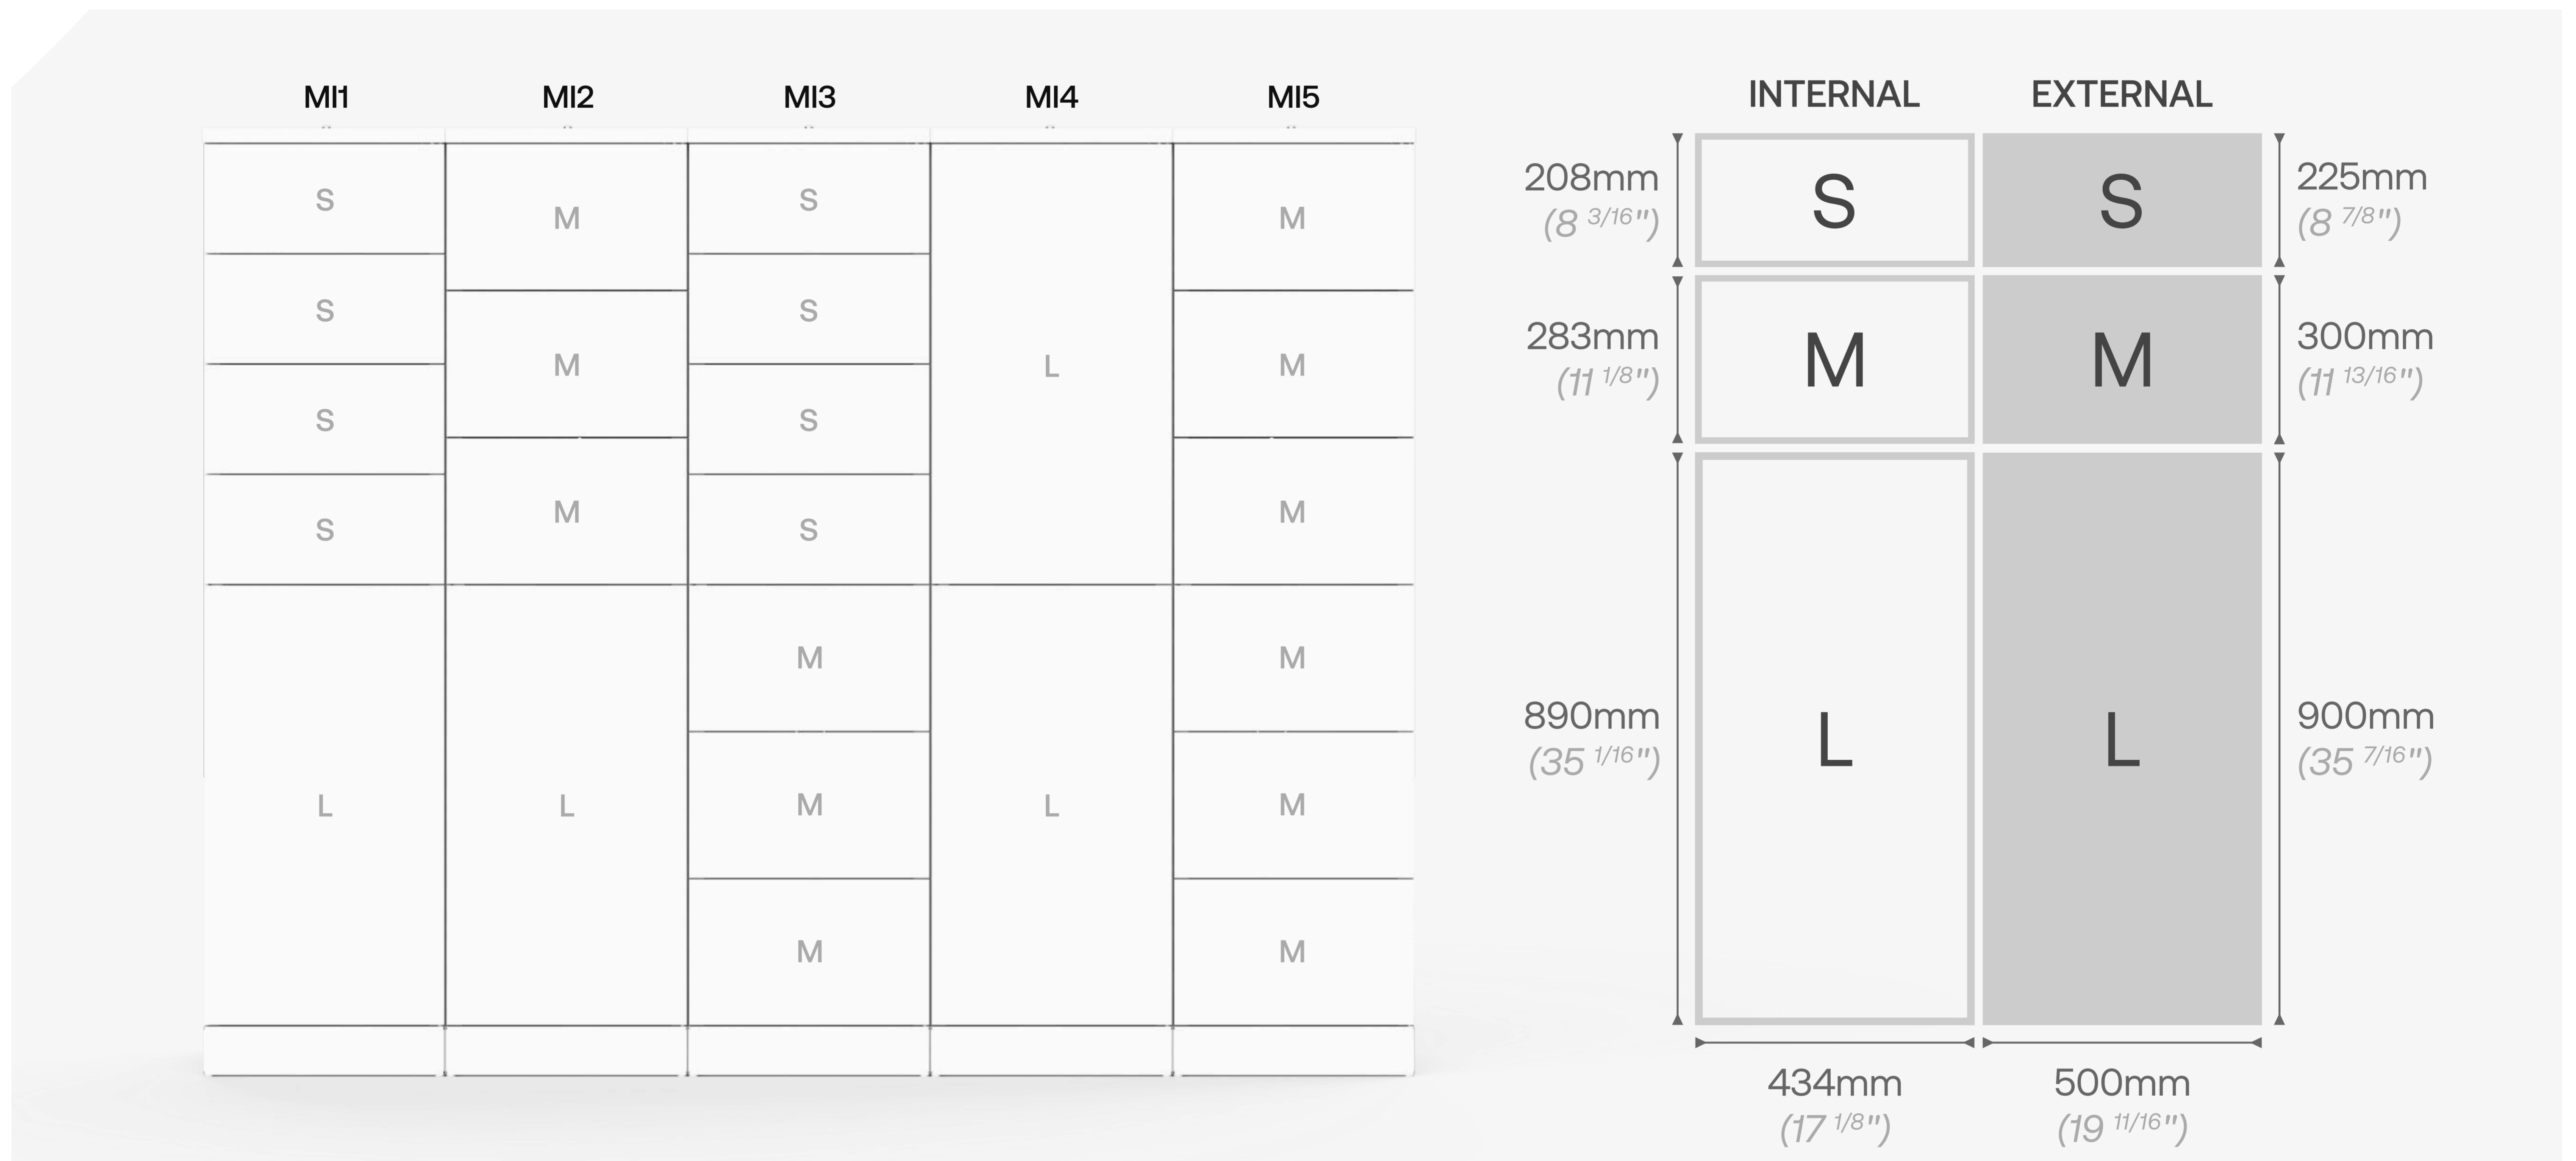 MI1 MI2 MI3 MI4 MI5
S M S L M
S M S M
S M S M
S S
L L M L M
M M
M M
INTERNAL EXTERNAL
208mm S S 225mm
(8 3/16") (8 7/8")
283mm M M 300mm
(11 1/8") (11 13/16")
890mm L L 900mm
(35 1/16") (35 7/16")
434mm 500mm
(17 1/8") (19 11/16")